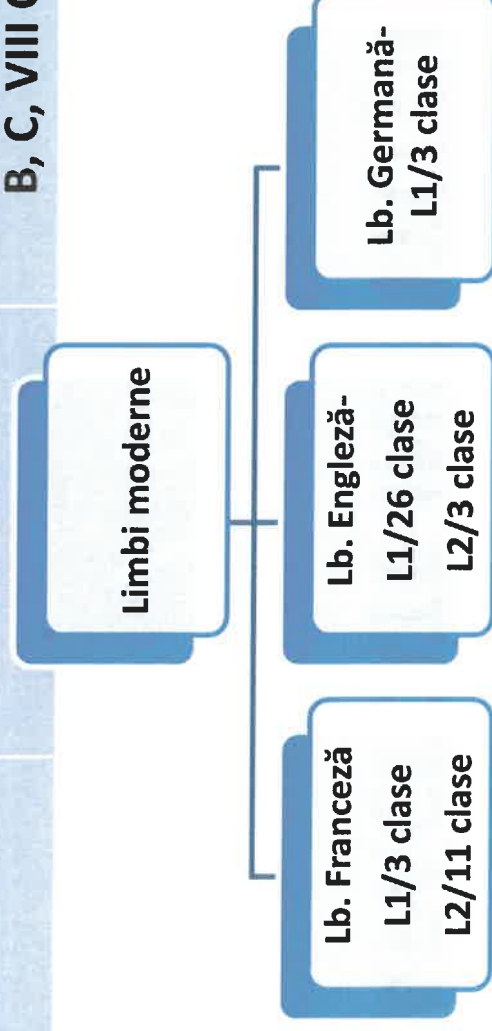 B, C, VIII
Limbi moderne
Lb. Franceză
L1/3 clase
L2/11 clase
Lb. Engleză-
L1/26 clase
L2/3 clase
Lb. Germană-
L1/3 clase